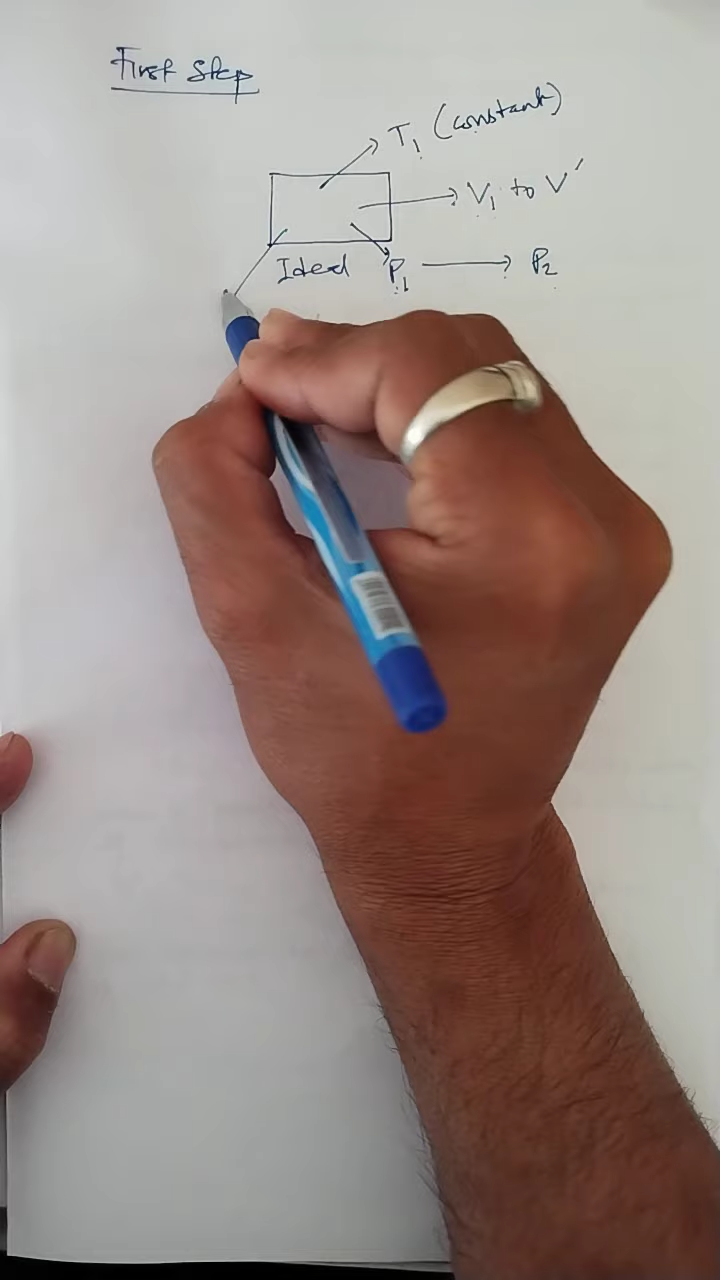 First Step
T₁ (constant)
V₁ to V′
Ideal P₁ → P₂